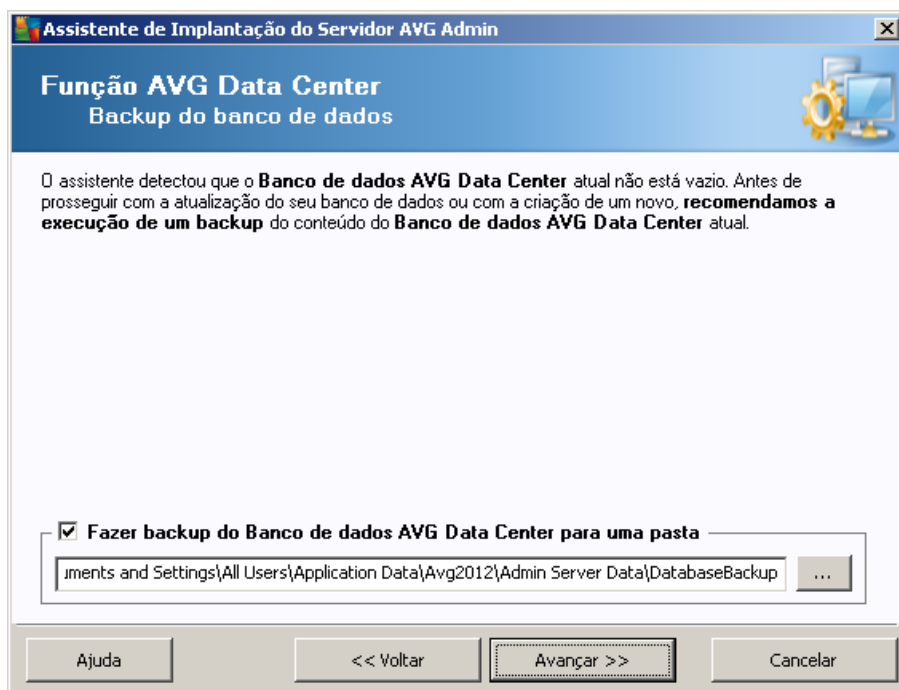 Assistente de Implantação do Servidor AVG Admin
Função AVG Data Center
Backup do banco de dados
O assistente detectou que o Banco de dados AVG Data Center atual não está vazio. Antes de
prosseguir com a atualização do seu banco de dados ou com a criação de um novo, recomendamos a
execução de um backup do conteúdo do Banco de dados AVG Data Center atual.
Fazer backup do Banco de dados AVG Data Center para uma pasta
uments and Settings\All Users\Application Data\Avg2012\Admin Server Data\DatabaseBackup
...
Ajuda
<< Voltar
Avançar >>
Cancelar